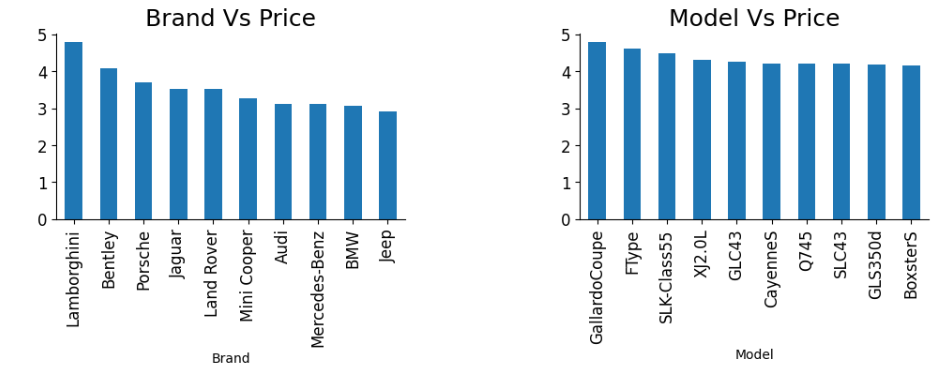 Brand Vs Price
5
4
3
2
1
0
Lamborghini
Bentley
Porsche
Jaguar
Land Rover
Mini Cooper
Audi
Mercedes-Benz
BMW
Jeep
Brand
Model Vs Price
5
4
3
2
1
0
GallardoCoupe
FType
SLK-Class55
XJ2.0L
GLC43
CayenneS
Q745
SLC43
GLS350d
BoxsterS
Model